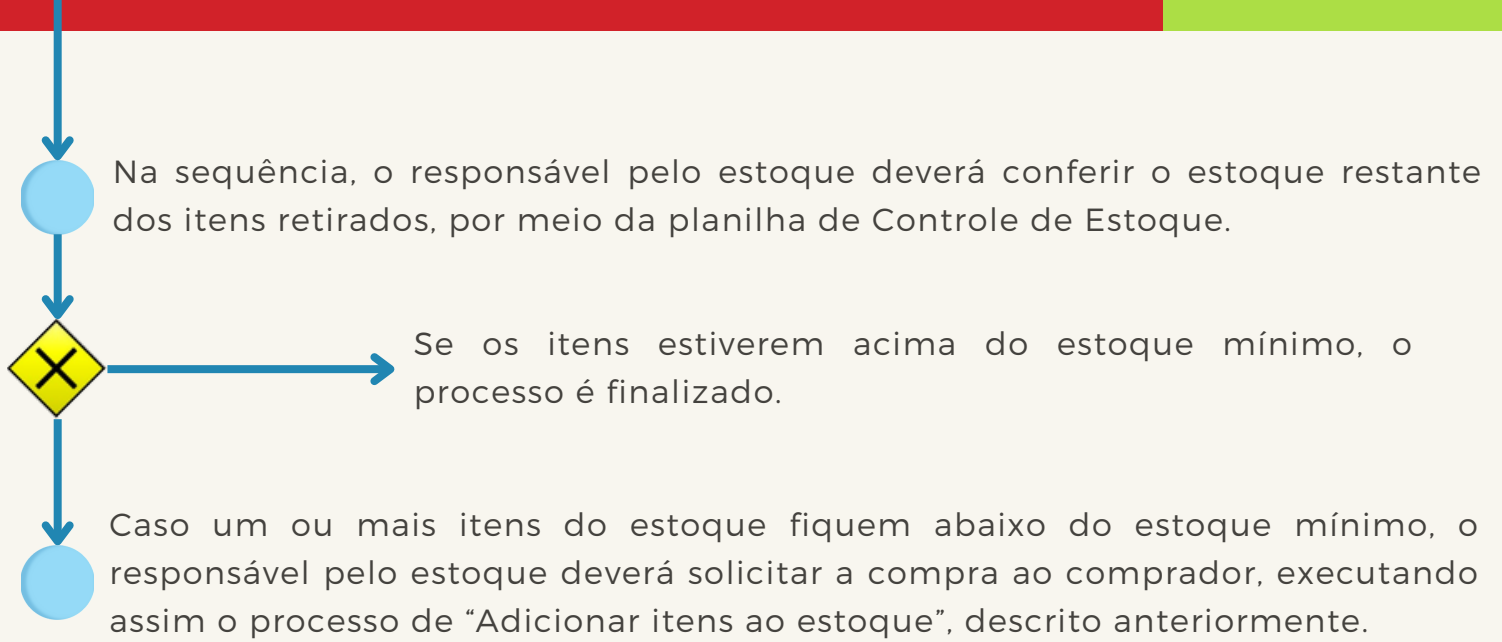 Na sequência, o responsável pelo estoque deverá conferir o estoque restante
dos itens retirados, por meio da planilha de Controle de Estoque.
Se os itens estiverem acima do estoque mínimo, o
processo é finalizado.
Caso um ou mais itens do estoque fiquem abaixo do estoque mínimo, o
responsável pelo estoque deverá solicitar a compra ao comprador, executando
assim o processo de “Adicionar itens ao estoque”, descrito anteriormente.